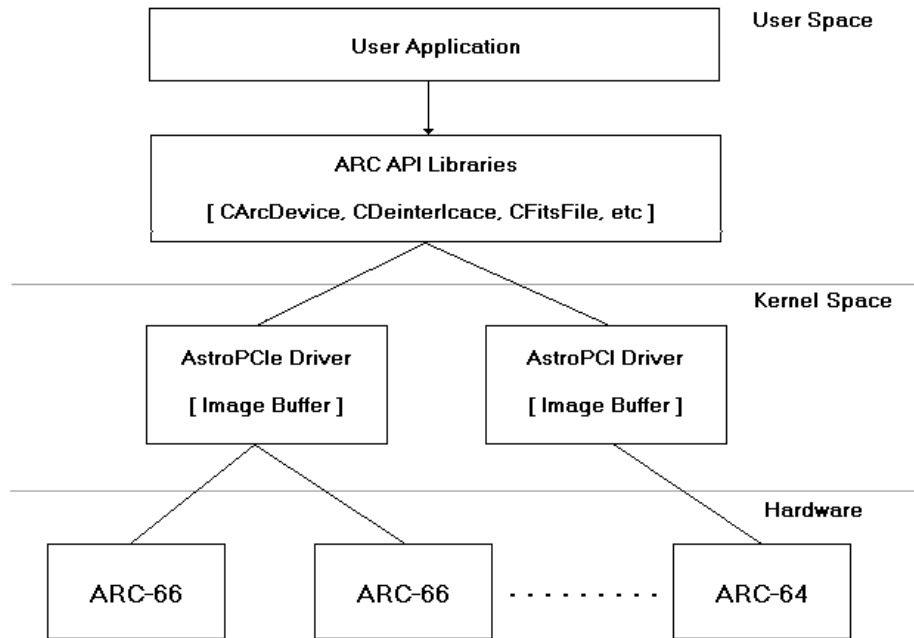 User Space
User Application
ARC API Libraries
[ CArcDevice, CDeinterlcace, CFitsFile, etc ]
Kernel Space
AstroPCIe Driver
[ Image Buffer ]
AstroPCI Driver
[ Image Buffer ]
Hardware
ARC-66
ARC-66
ARC-64